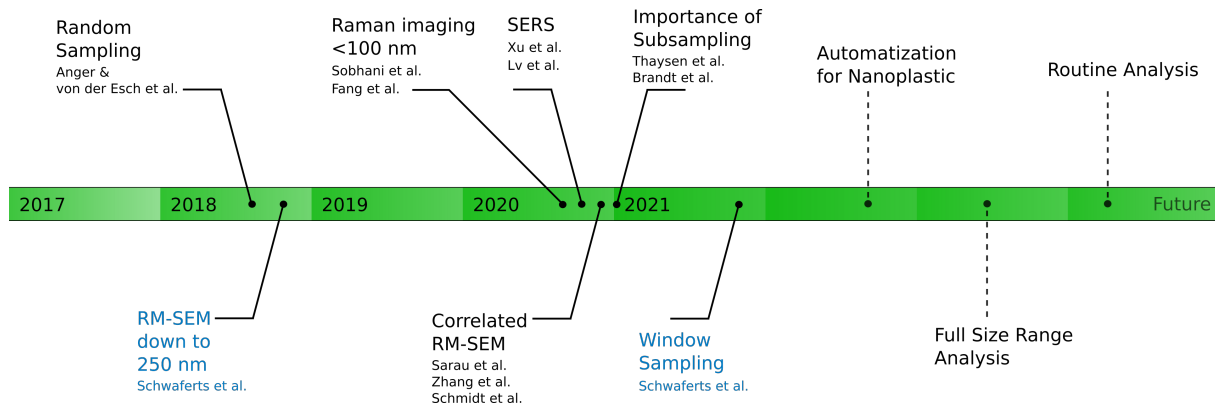 Random
Sampling
Anger &
von der Esch et al.
Raman imaging
<100 nm
Sobhani et al.
Fang et al.
SERS
Xu et al.
Lv et al.
Importance of
Subsampling
Thaysen et al.
Brandt et al.
Automatization
for Nanoplastic
Routine Analysis
2017
2018
2019
2020
2021
Future
RM-SEM
down to
250 nm
Schwaferts et al.
Correlated
RM-SEM
Sarau et al.
Zhang et al.
Schmidt et al.
Window
Sampling
Schwaferts et al.
Full Size Range
Analysis